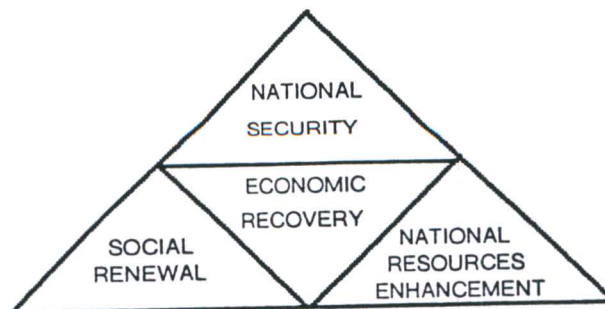 NATIONAL
SECURITY
ECONOMIC
RECOVERY
SOCIAL
RENEWAL
NATIONAL
RESOURCES
ENHANCEMENT